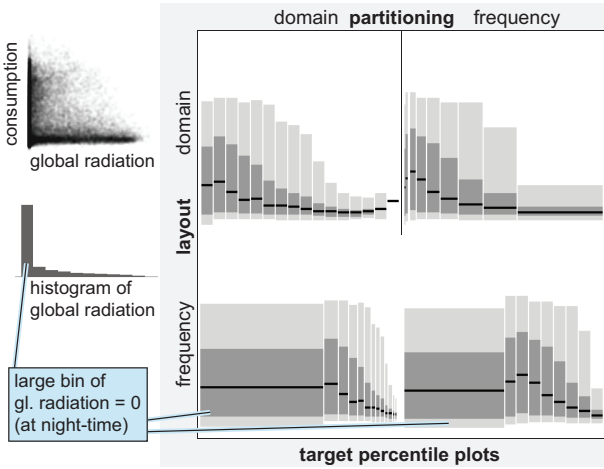 domain partitioning frequency
consumption
global radiation
histogram of
global radiation
large bin of
gl. radiation = 0
(at night-time)
layout
domain
frequency
target percentile plots